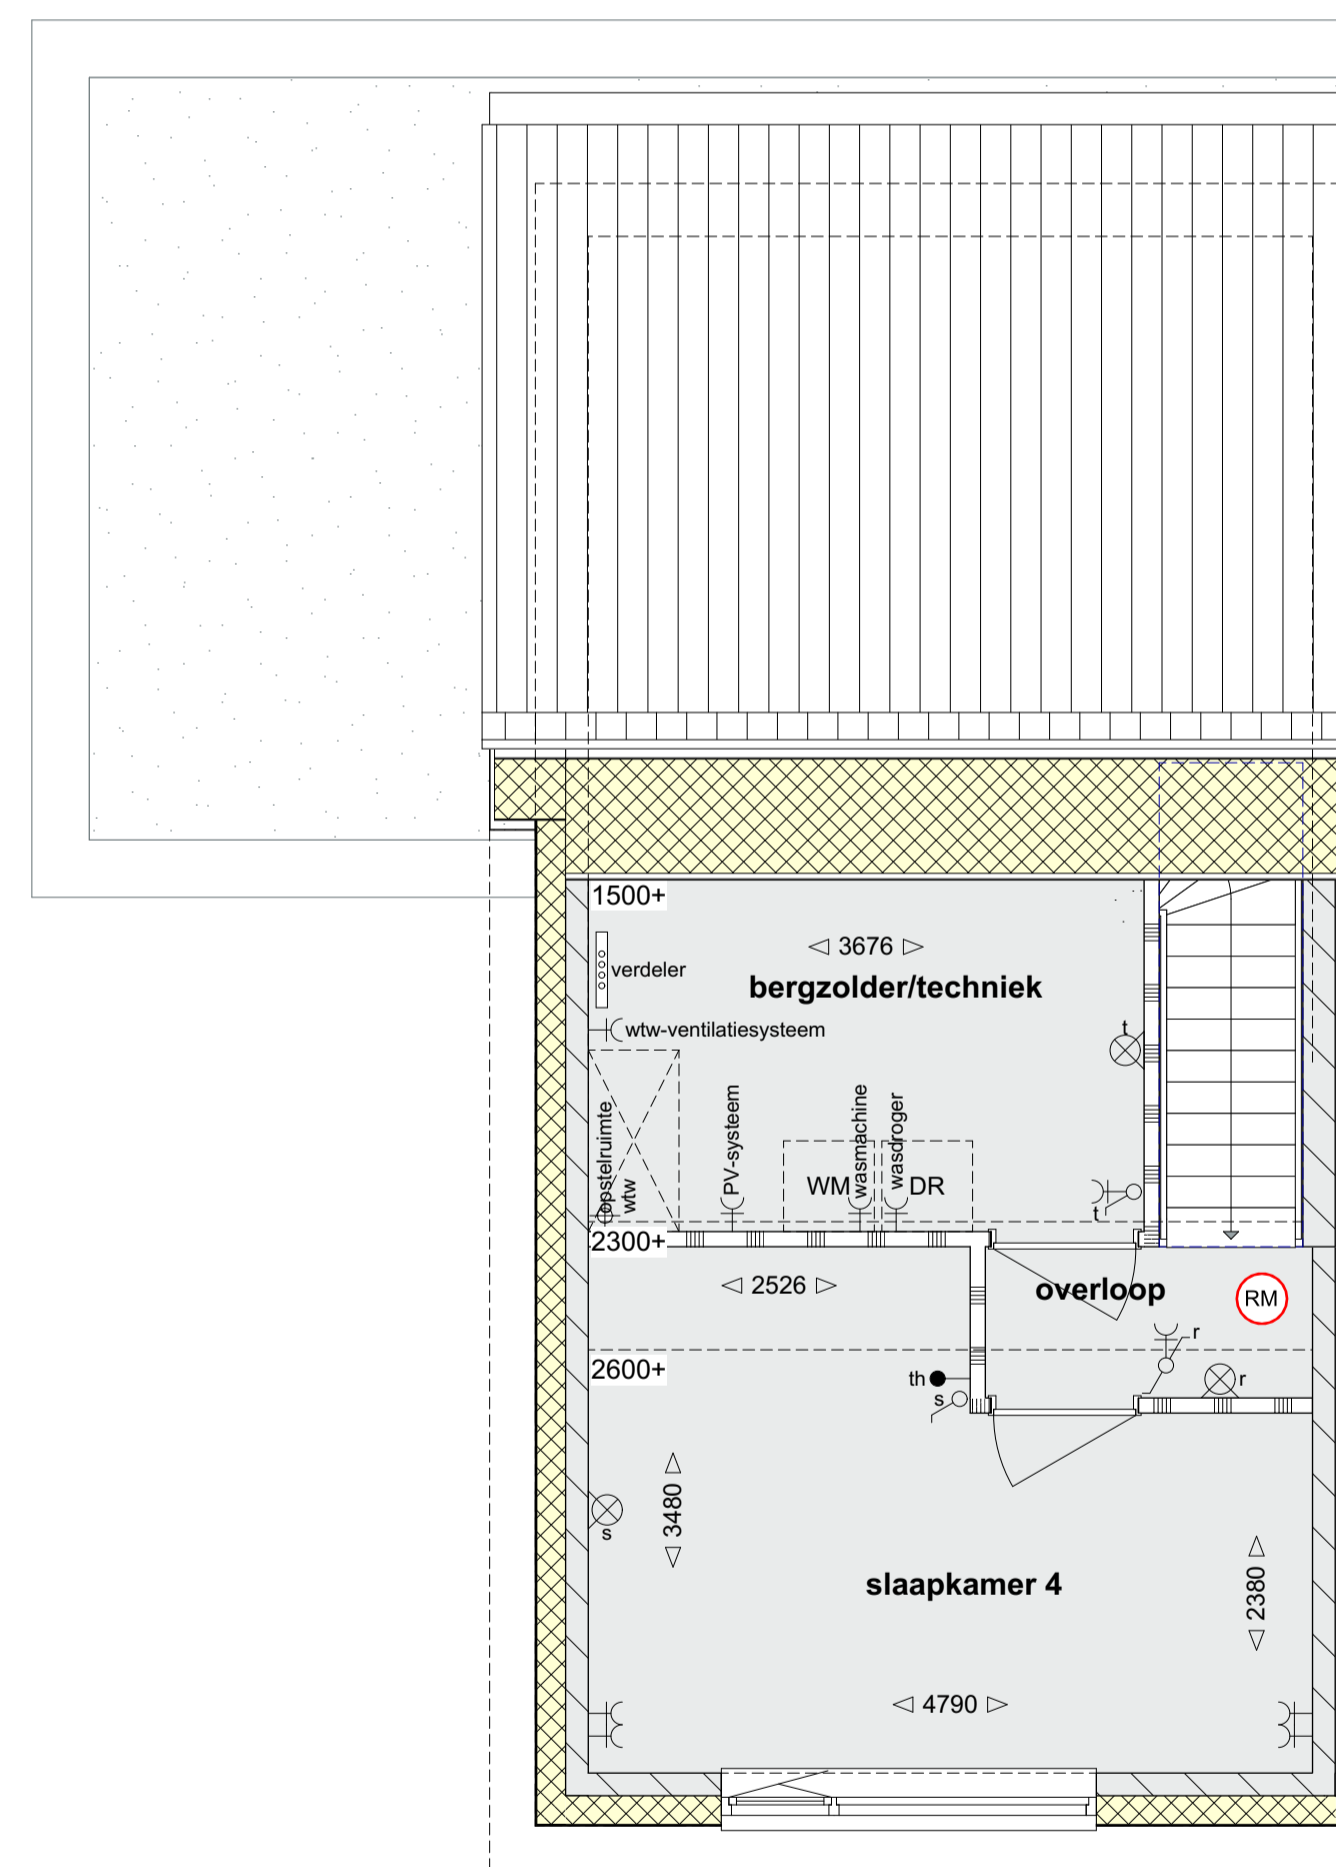 1500+
3676
verdeler
bergzolder/techniek
wtw-ventilatiesysteem
t
opstelruimte
wtw
PV-systeem
WM
wasmachine
wasdroger
DR
t
2300+
2526
overloop
RM
r
2600+
th
s
r
3480
s
slaapkamer 4
2380
4790